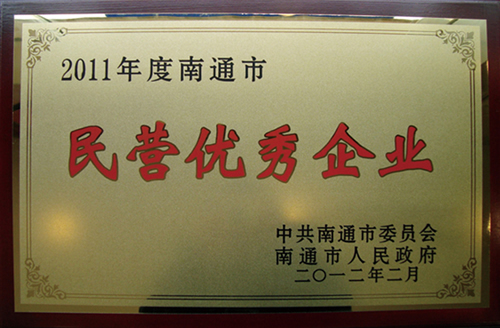 2011年度南通市
民营优秀企业
中共南通市委员会
南通市人民政府
二〇一二年二月